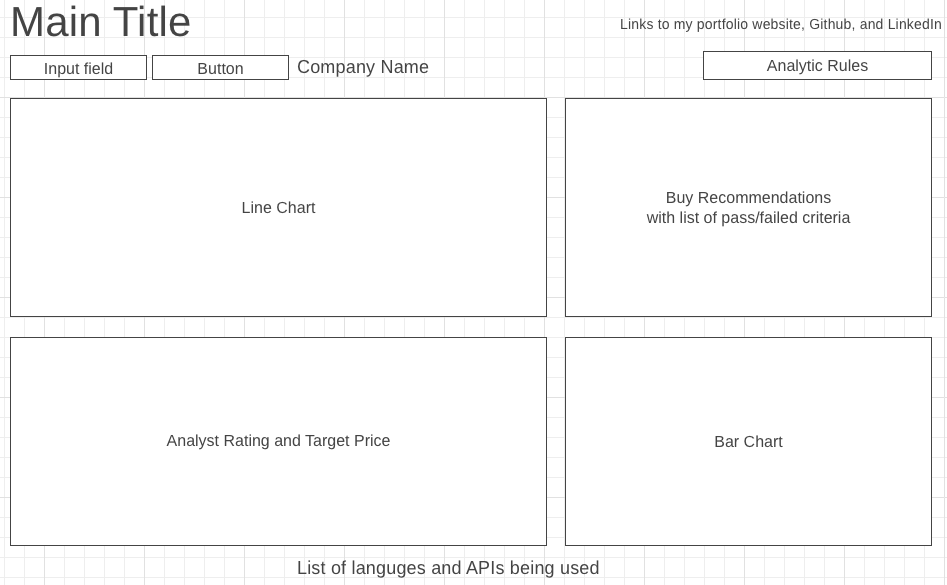 Main Title
Links to my portfolio website, Github, and LinkedIn
Input field
Button
Company Name
Analytic Rules
Line Chart
Buy Recommendations
with list of pass/failed criteria
Analyst Rating and Target Price
Bar Chart
List of languges and APIs being used